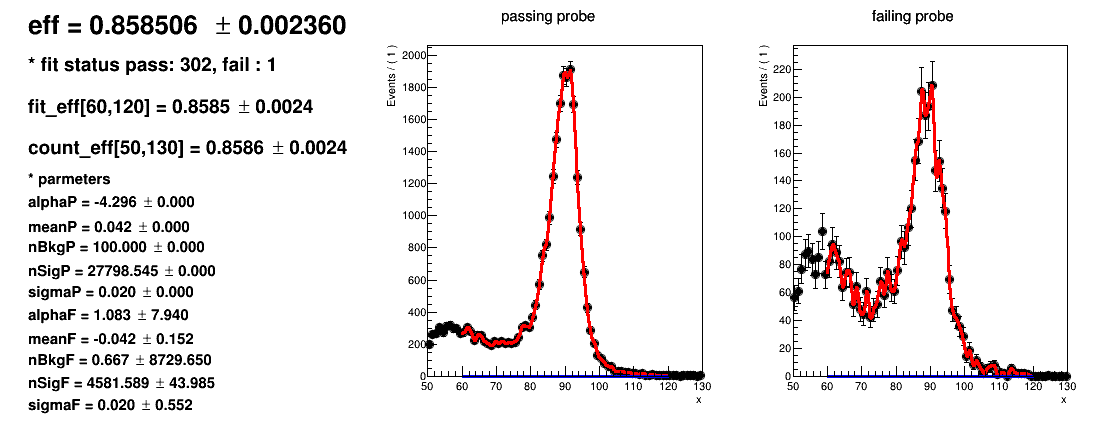 eff = 0.858506 ± 0.002360
* fit status pass: 302, fail : 1
fit_eff[60,120] = 0.8585 ± 0.0024
count_eff[50,130] = 0.8586 ± 0.0024
* parmeters
alphaP = -4.296 ± 0.000
meanP = 0.042 ± 0.000
nBkgP = 100.000 ± 0.000
nSigP = 27798.545 ± 0.000
sigmaP = 0.020 ± 0.000
alphaF = 1.083 ± 7.940
meanF = -0.042 ± 0.152
nBkgF = 0.667 ± 8729.650
nSigF = 4581.589 ± 43.985
sigmaF = 0.020 ± 0.552
passing probe
Events / ( 1 )
2000
1800
1600
1400
1200
1000
800
600
400
200
0
50 60 70 80 90 100 110 120 130
x
failing probe
Events / ( 1 )
220
200
180
160
140
120
100
80
60
40
20
0
50 60 70 80 90 100 110 120 130
x